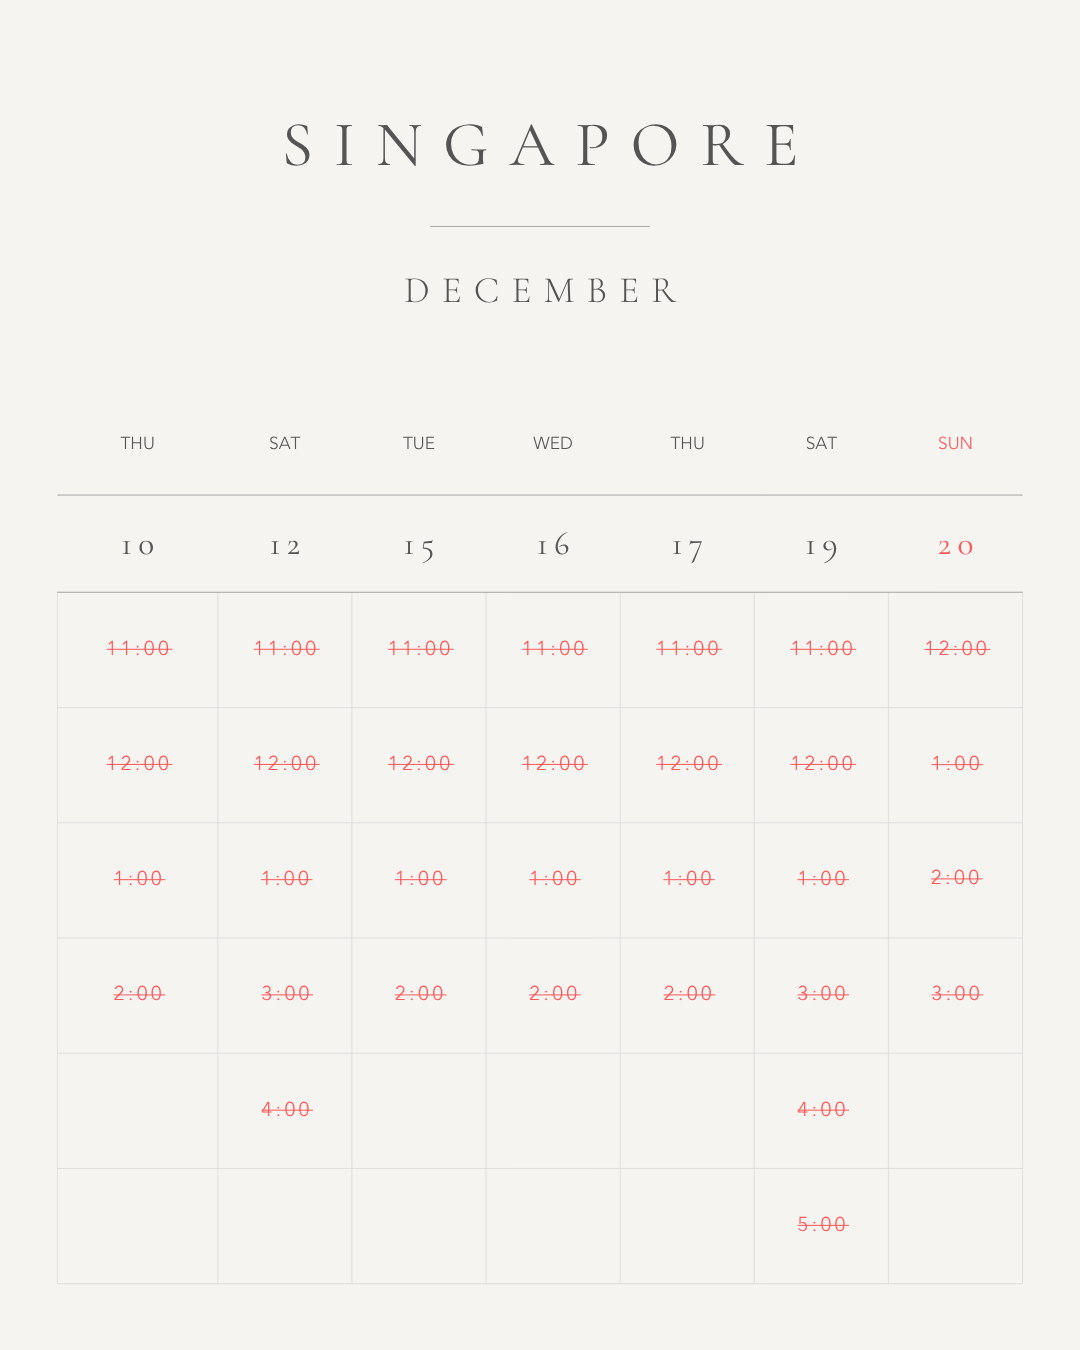 SINGAPORE
DECEMBER
THU SAT TUE WED THU SAT SUN
10 12 15 16 17 19 20
11:00 11:00 11:00 11:00 11:00 11:00 12:00
12:00 12:00 12:00 12:00 12:00 12:00 1:00
1:00 1:00 1:00 1:00 1:00 1:00 2:00
2:00 3:00 2:00 2:00 2:00 3:00 3:00
4:00 4:00
5:00